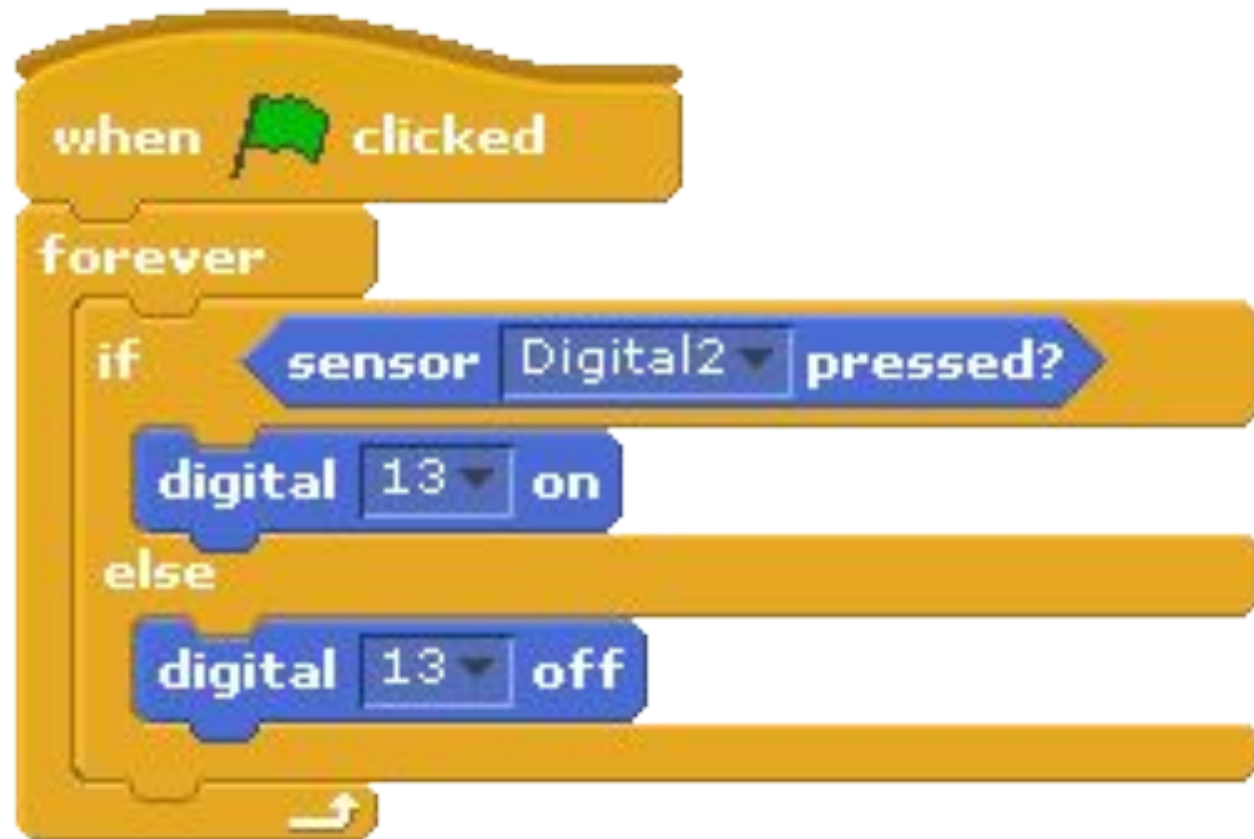 when clicked
forever
if sensor Digital2 pressed?
digital 13 on
else
digital 13 off